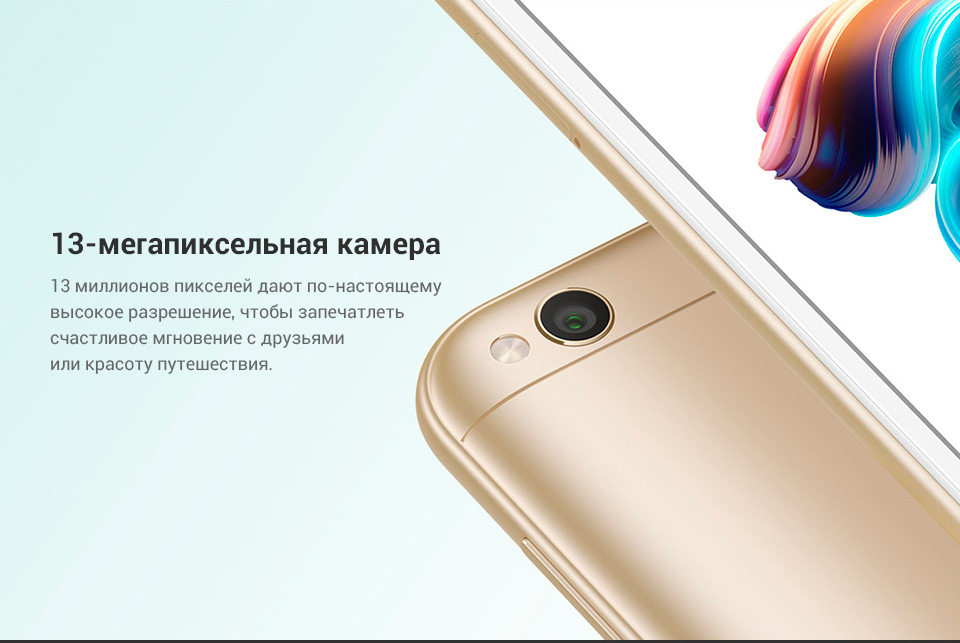 13-мегапиксельная камера
13 миллионов пикселей дают по-настоящему
высокое разрешение, чтобы запечатлеть
счастливое мгновение с друзьями
или красоту путешествия.